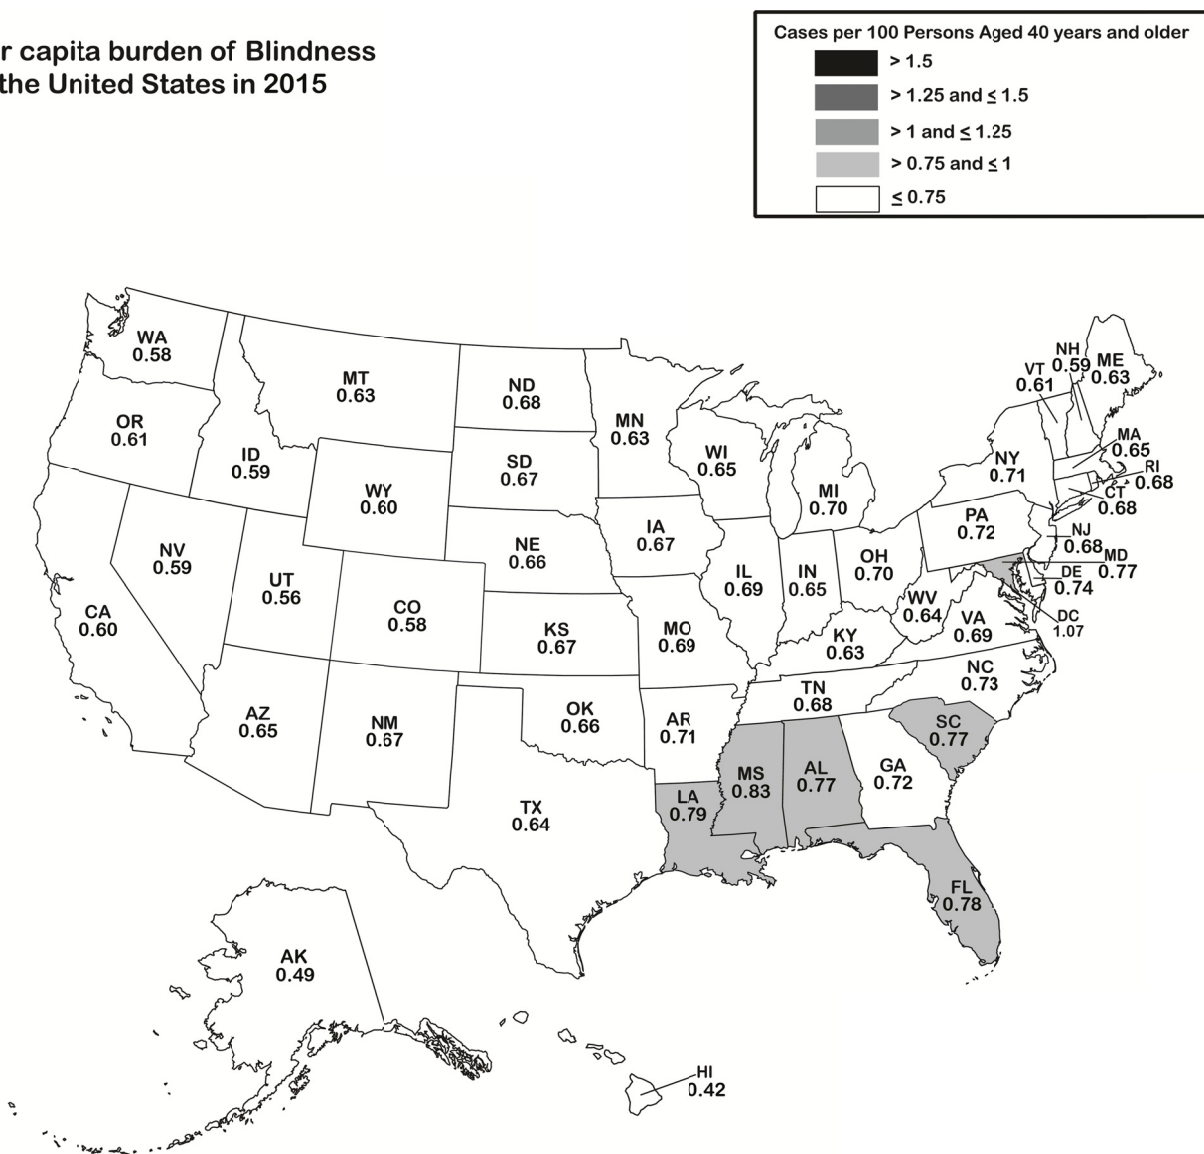 r capita burden of Blindness
the United States in 2015
Cases per 100 Persons Aged 40 years and older
> 1.5
> 1.25 and ≤ 1.5
> 1 and ≤ 1.25
> 0.75 and ≤ 1
≤ 0.75
WA
0.58
OR
0.61
ID
0.59
MT
0.63
ND
0.68
MN
0.63
SD
0.67
WY
0.60
WI
0.65
MI
0.70
VT
0.61
NH
0.59
ME
0.63
MA
0.65
RI
0.68
CT
0.68
NY
0.71
PA
0.72
NJ
0.68
MD
0.77
DE
0.74
DC
1.07
NV
0.59
UT
0.56
CA
0.60
CO
0.58
NE
0.66
IA
0.67
IL
0.69
IN
0.65
OH
0.70
WV
0.64
VA
0.69
KS
0.67
MO
0.69
KY
0.63
NC
0.73
TN
0.68
AZ
0.65
NM
0.67
OK
0.66
AR
0.71
SC
0.77
MS
0.83
AL
0.77
GA
0.72
LA
0.79
TX
0.64
FL
0.78
AK
0.49
HI
0.42